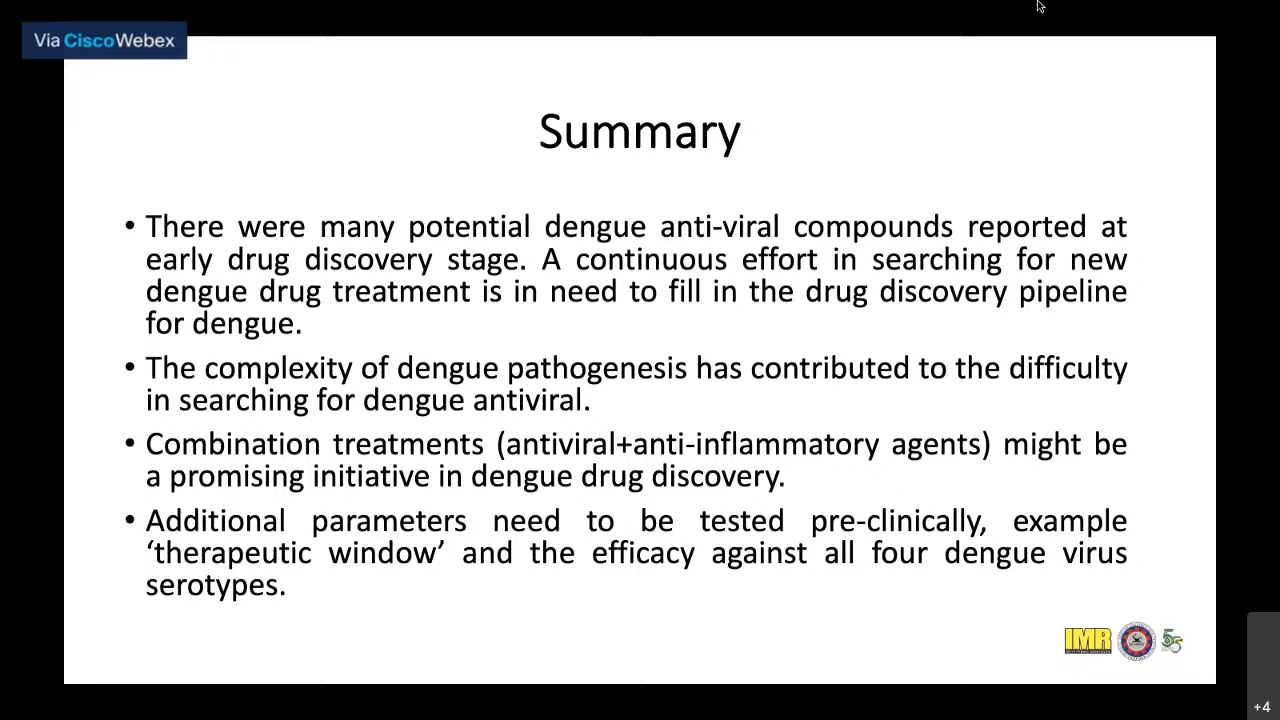 Via CiscoWebex
Summary
• There were many potential dengue anti-viral compounds reported at
early drug discovery stage. A continuous effort in searching for new
dengue drug treatment is in need to fill in the drug discovery pipeline
for dengue.
• The complexity of dengue pathogenesis has contributed to the difficulty
in searching for dengue antiviral.
• Combination treatments (antiviral+anti-inflammatory agents) might be
a promising initiative in dengue drug discovery.
• Additional parameters need to be tested pre-clinically, example
‘therapeutic window’ and the efficacy against all four dengue virus
serotypes.
IMR
+4